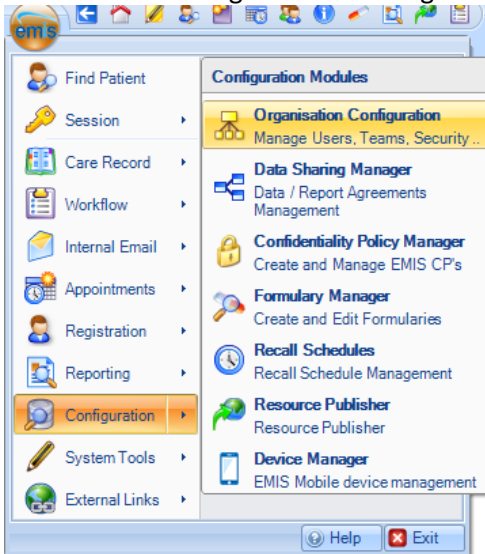 emis
Find Patient
Session
Care Record
Workflow
Internal Email
Appointments
Registration
Reporting
Configuration
System Tools
External Links
Configuration Modules
Organisation Configuration
Manage Users, Teams, Security ..
Data Sharing Manager
Data / Report Agreements
Management
Confidentiality Policy Manager
Create and Manage EMIS CP's
Formulary Manager
Create and Edit Formularies
Recall Schedules
Recall Schedule Management
Resource Publisher
Resource Publisher
Device Manager
EMIS Mobile device management
Help
Exit